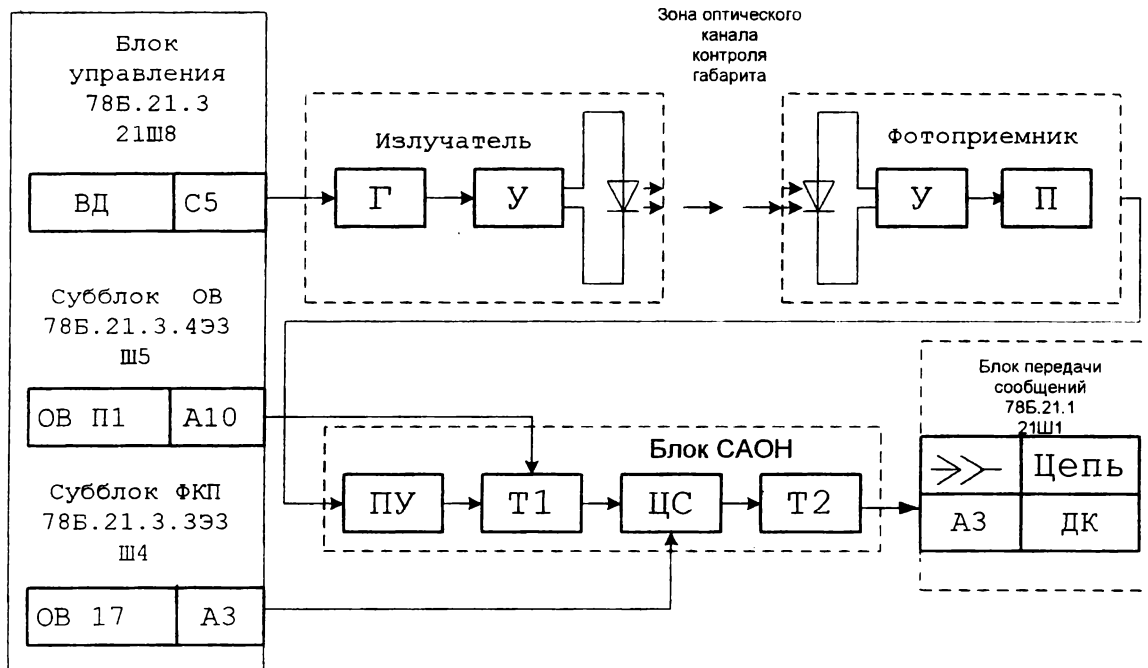 Блок
управления
78Б.21.3
21Ш8
ВД С5
Субблок ОВ
78Б.21.3.4ЭЗ
Ш5
ОВ П1 А10
Субблок ФКП
78Б.21.3.3ЭЗ
Ш4
ОВ 17 А3
Зона оптического
канала
контроля
габарита
Излучатель
Г У
Фотоприемник
У П
Блок САОН
ПУ Т1 ЦС Т2
Блок передачи
сообщений
78Б.21.1
21Ш1
Цепь
А3 ДК